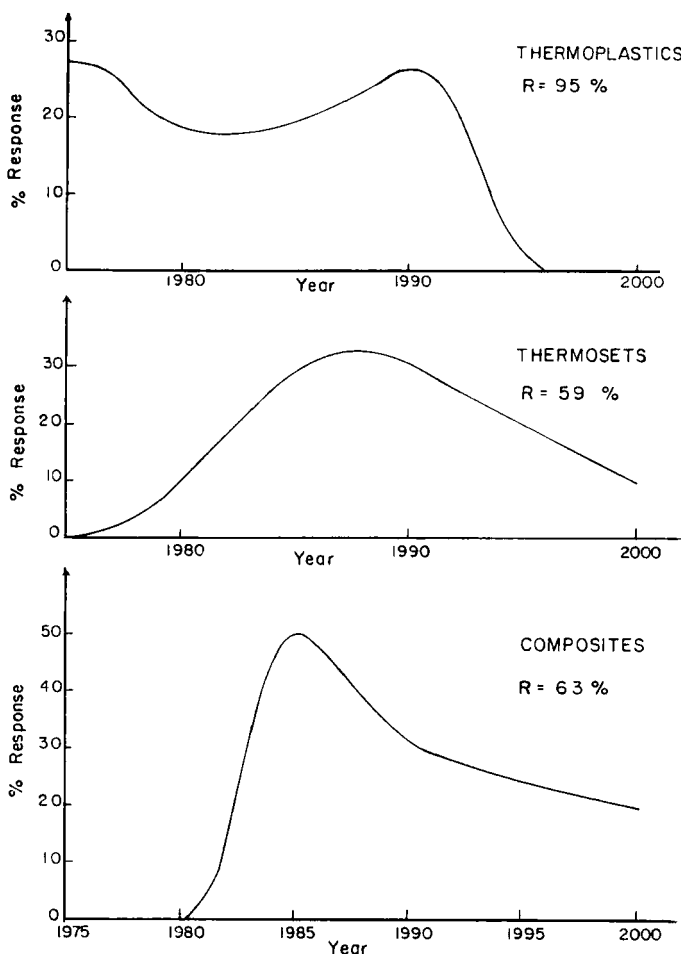 % Response
30
20
10
0
THERMOPLASTICS
R = 95 %
1980
Year
1990
2000
% Response
30
20
10
0
THERMOSETS
R = 59 %
1980
Year
1990
2000
% Response
50
40
30
20
10
0
COMPOSITES
R = 63 %
1975
1980
1985
1990
1995
2000
Year